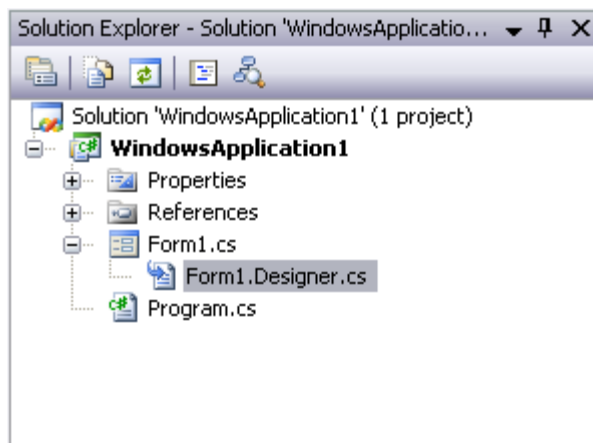 Solution Explorer - Solution 'WindowsApplicatio...
Solution 'WindowsApplication1' (1 project)
WindowsApplication1
Properties
References
Form1.cs
Form1.Designer.cs
Program.cs